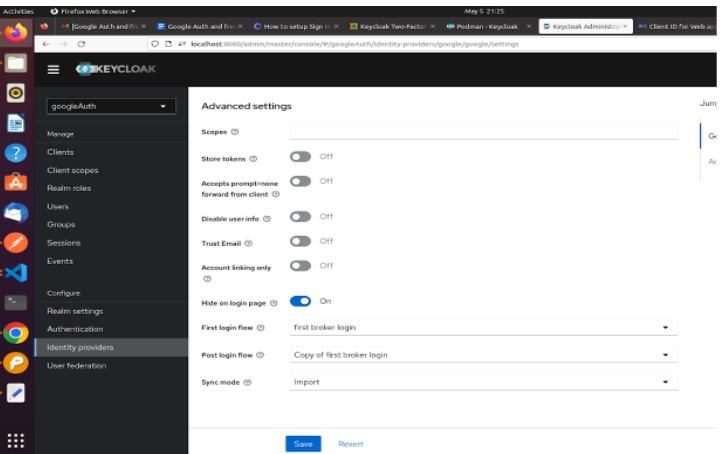 Activities Firefox Web Browser May 5 21:25
Google Auth and fre Google Auth and fre How to setup Sign in Keycloak Two-Factor Podman - Keycloak Keycloak Administra Client ID for Web ap
localhost:8080/admin/master/console/#/googleAuth/identity-providers/google/google/settings
KEYCLOAK
googleAuth
Manage
Clients
Client scopes
Realm roles
Users
Groups
Sessions
Events
Configure
Realm settings
Authentication
Identity providers
User federation
Advanced settings
Scopes
Store tokens Off
Accepts prompt=none
forward from client Off
Disable user info Off
Trust Email Off
Account linking only Off
Hide on login page On
First login flow first broker login
Post login flow Copy of first broker login
Sync mode Import
Save Revert
Jum
Go
Ad